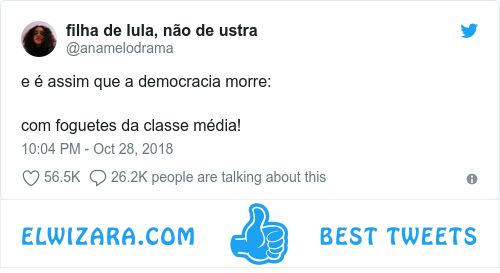 filha de lula, não de ustra
@anamelodrama
e é assim que a democracia morre:
com foguetes da classe média!
10:04 PM - Oct 28, 2018
56.5K 26.2K people are talking about this
ELWIZARA.COM BEST TWEETS